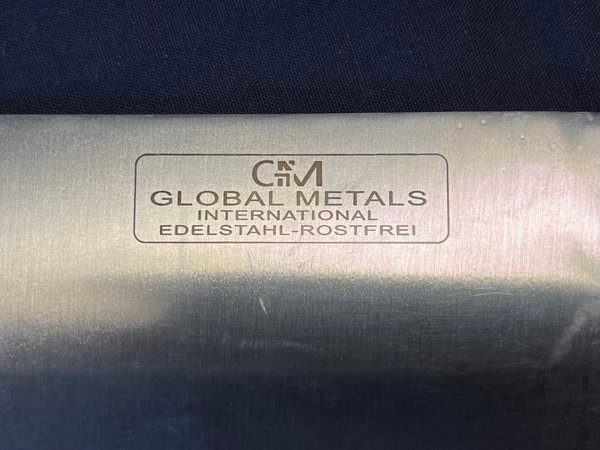 GM
GLOBAL METALS
INTERNATIONAL
EDELSTAHL-ROSTFREI